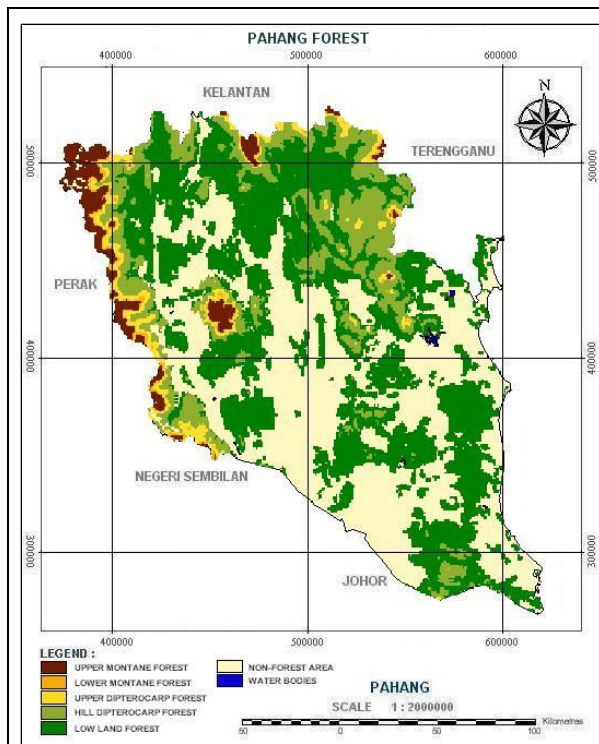 PAHANG FOREST
400000 500000 600000
KELANTAN
N
TERENGGANU
500000 500000
PERAK
400000 400000
NEGERI SEMBILAN
300000 300000
JOHOR
400000 500000 600000
LEGEND :
UPPER MONTANE FOREST
LOWER MONTANE FOREST
UPPER DIPTEROCARP FOREST
HILL DIPTEROCARP FOREST
LOW LAND FOREST
NON-FOREST AREA
WATER BODIES
PAHANG
SCALE 1 : 2000000
50 0 50 100 Kilometres